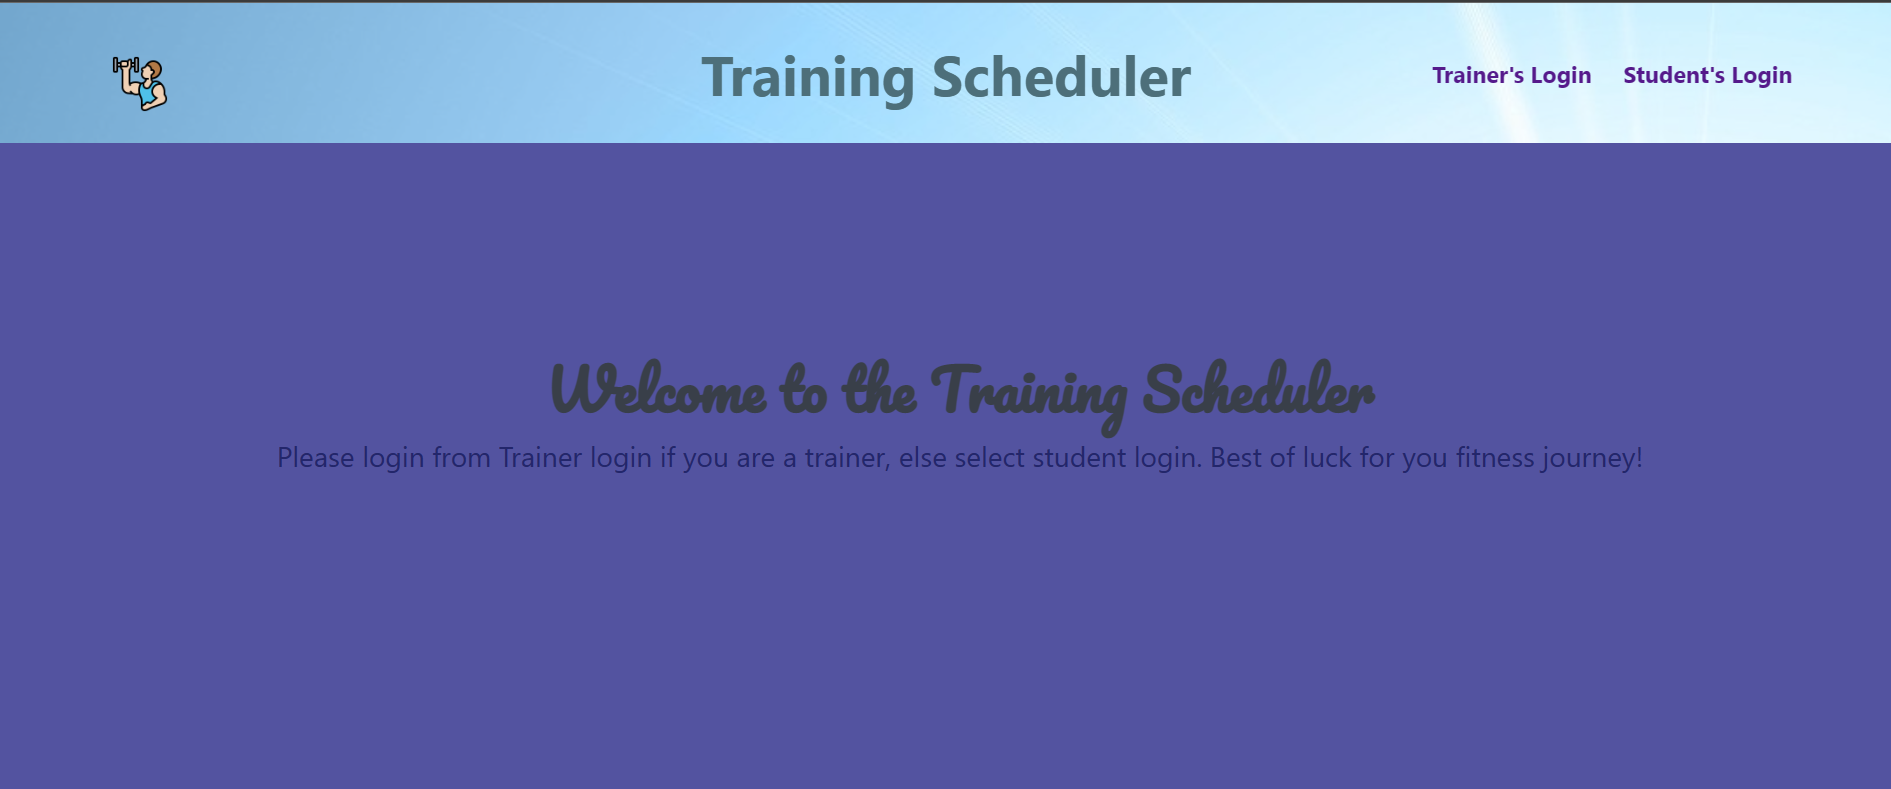 Training Scheduler
Trainer's Login
Student's Login
Welcome to the Training Scheduler
Please login from Trainer login if you are a trainer, else select student login. Best of luck for you fitness journey!